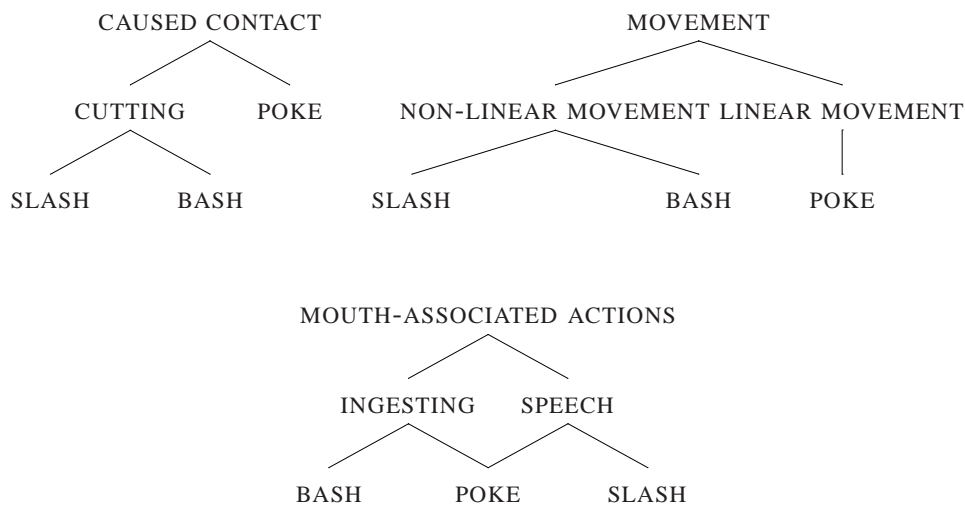 CAUSED CONTACT MOVEMENT
CUTTING POKE NON-LINEAR MOVEMENT LINEAR MOVEMENT
SLASH BASH SLASH BASH POKE
MOUTH-ASSOCIATED ACTIONS
INGESTING SPEECH
BASH POKE SLASH